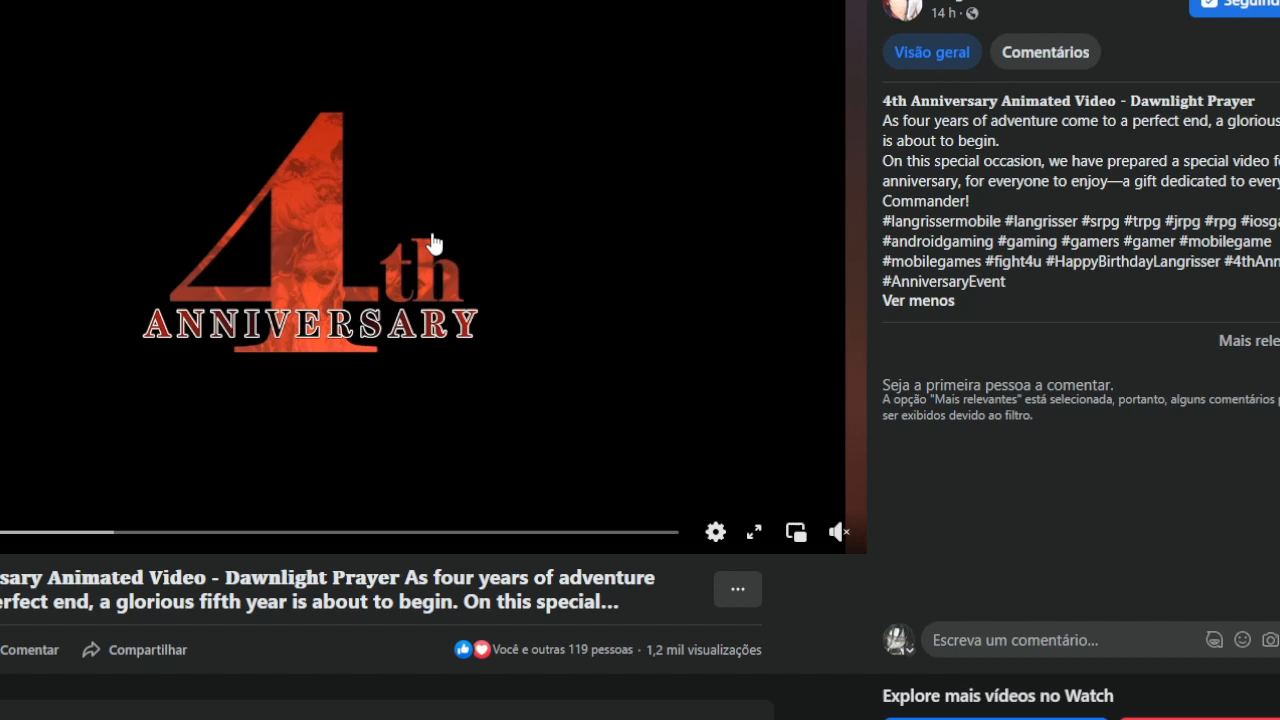 4th
ANNIVERSARY
sary Animated Video - Dawnlight Prayer As four years of adventure
erfect end, a glorious fifth year is about to begin. On this special...
...
Comentar
Compartilhar
Você e outras 119 pessoas · 1,2 mil visualizações
14 h ·
Seguind
Visão geral
Comentários
4th Anniversary Animated Video - Dawnlight Prayer
As four years of adventure come to a perfect end, a glorious
is about to begin.
On this special occasion, we have prepared a special video f
anniversary, for everyone to enjoy—a gift dedicated to every
Commander!
#langrissermobile #langrisser #srpg #trpg #jrpg #rpg #iosga
#androidgaming #gaming #gamers #gamer #mobilegame
#mobilegames #fight4u #HappyBirthdayLangrisser #4thAnn
#AnniversaryEvent
Ver menos
Mais rele
Seja a primeira pessoa a comentar.
A opção "Mais relevantes" está selecionada, portanto, alguns comentários p
ser exibidos devido ao filtro.
Escreva um comentário...
Explore mais vídeos no Watch